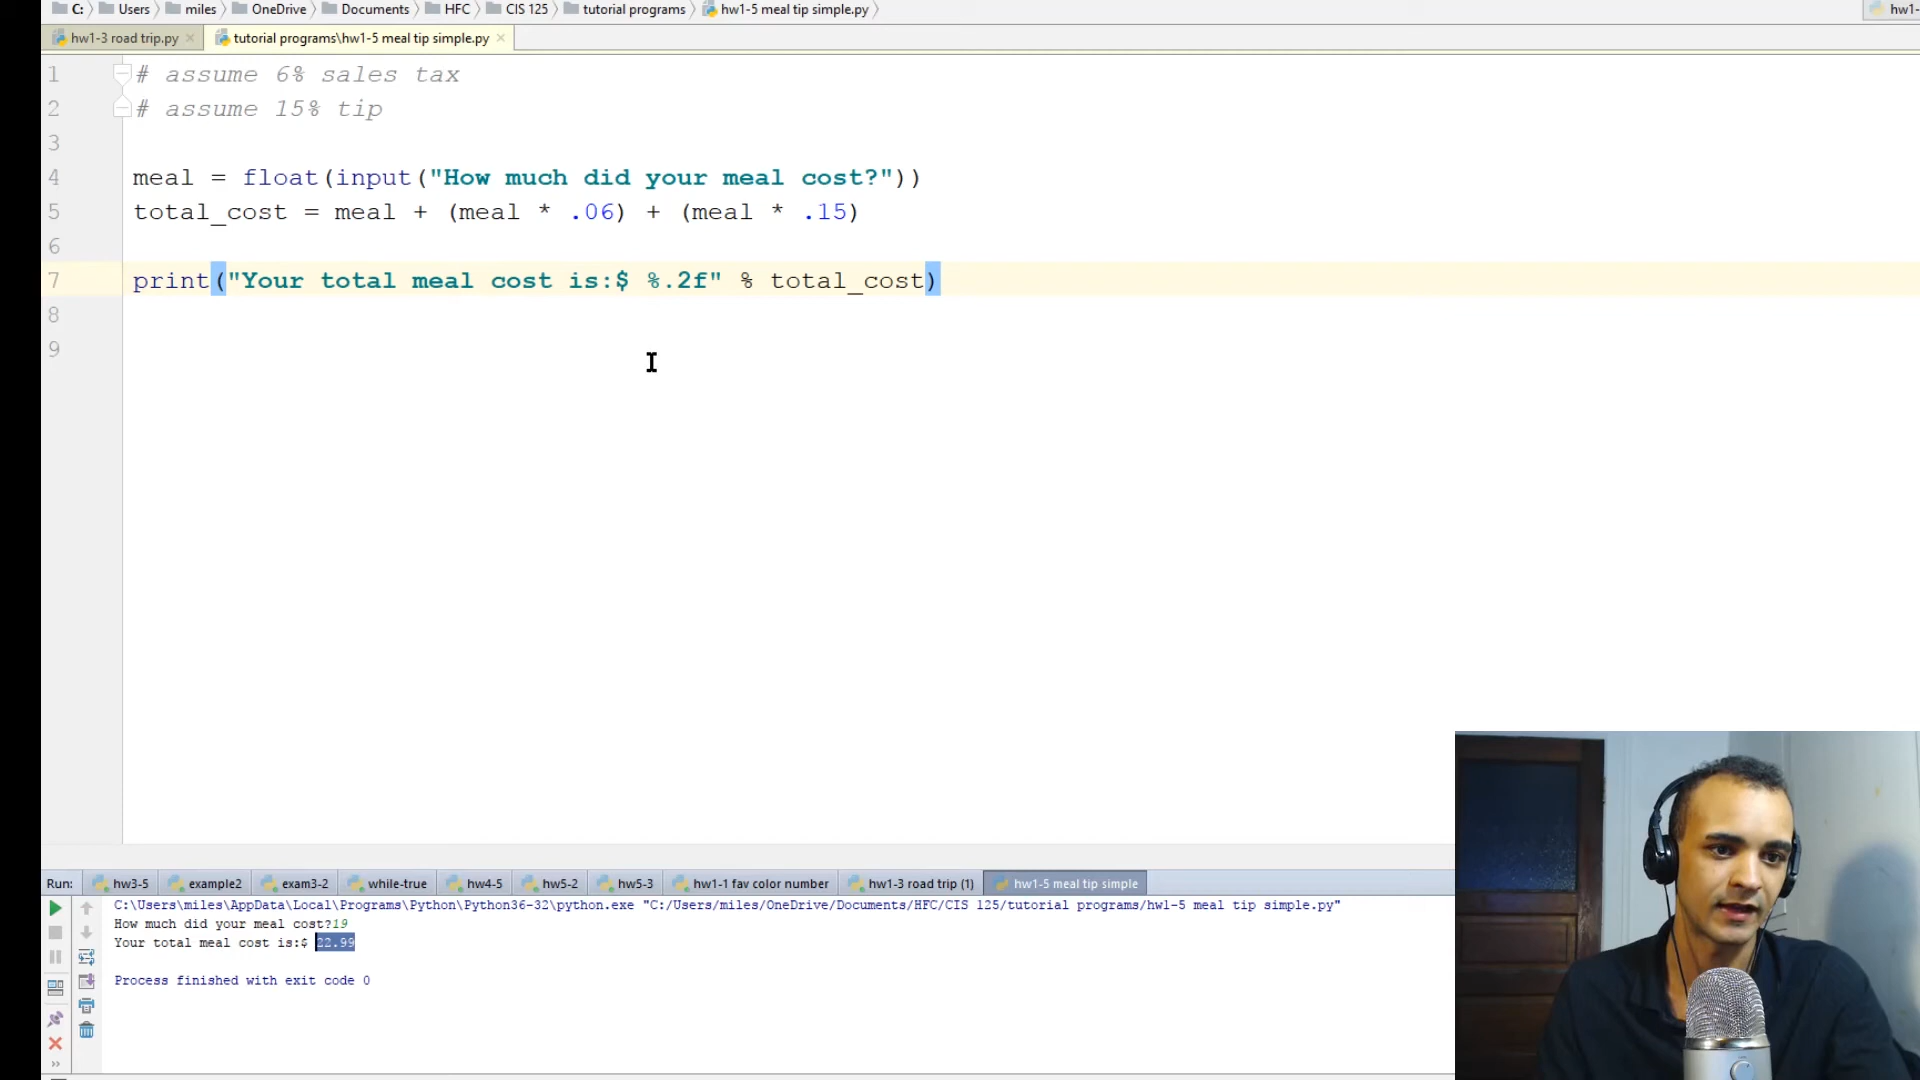 C: Users miles OneDrive Documents HFC CIS 125 tutorial programs hw1-5 meal tip simple.py hw1-
hw1-3 road trip.py tutorial programs\hw1-5 meal tip simple.py
1 # assume 6% sales tax
2 # assume 15% tip
3
4 meal = float(input("How much did your meal cost?"))
5 total_cost = meal + (meal * .06) + (meal * .15)
6
7 print("Your total meal cost is:$ %.2f" % total_cost)
8
9
Run: hw3-5 example2 exam3-2 while-true hw4-5 hw5-2 hw5-3 hw1-1 fav color number hw1-3 road trip (1) hw1-5 meal tip simple
C:\Users\miles\AppData\Local\Programs\Python\Python36-32\python.exe "C:/Users/miles/OneDrive/Documents/HFC/CIS 125/tutorial programs/hw1-5 meal tip simple.py"
How much did your meal cost?19
Your total meal cost is:$ 22.99
Process finished with exit code 0